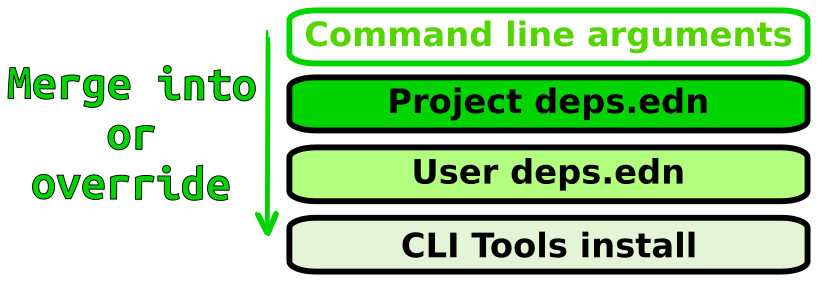 Merge into
or
override
Command line arguments
Project deps.edn
User deps.edn
CLI Tools install